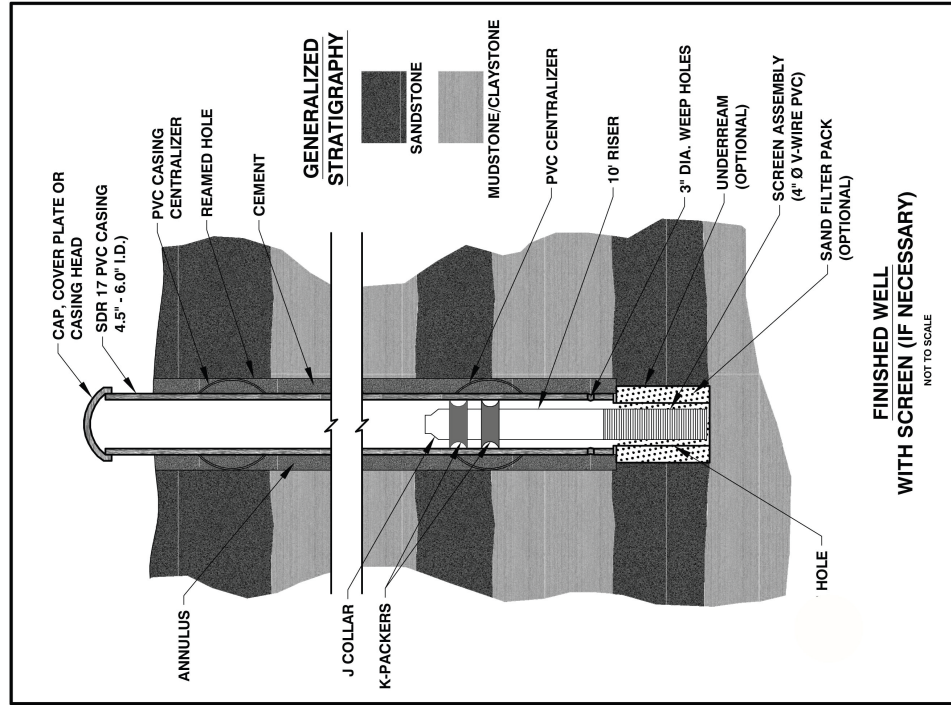 CAP, COVER PLATE OR
CASING HEAD
SDR 17 PVC CASING
4.5" - 6.0" I.D.
PVC CASING
CENTRALIZER
REAMED HOLE
CEMENT
GENERALIZED
STRATIGRAPHY
SANDSTONE
MUDSTONE/CLAYSTONE
PVC CENTRALIZER
10' RISER
3" DIA. WEEP HOLES
UNDERREAM
(OPTIONAL)
SCREEN ASSEMBLY
(4" Ø V-WIRE PVC)
SAND FILTER PACK
(OPTIONAL)
ANNULUS
J COLLAR
K-PACKERS
HOLE
FINISHED WELL
WITH SCREEN (IF NECESSARY)
NOT TO SCALE